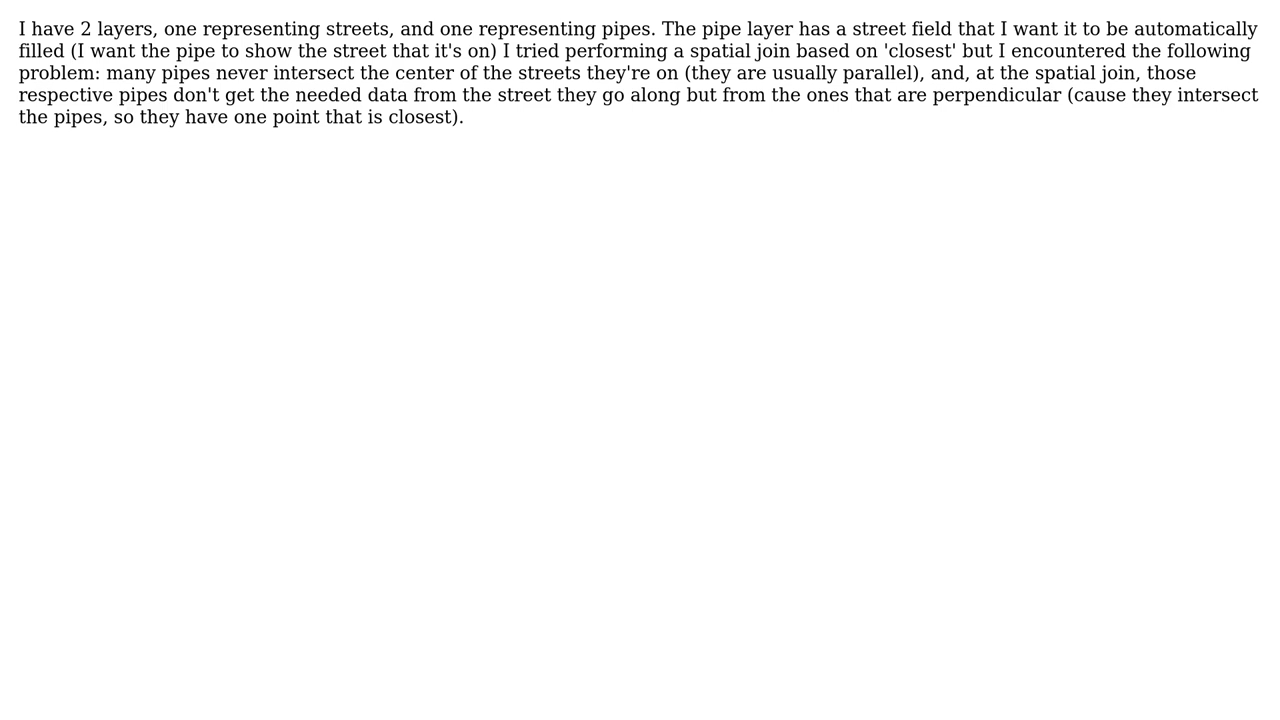 I have 2 layers, one representing streets, and one representing pipes. The pipe layer has a street field that I want it to be automatically
filled (I want the pipe to show the street that it's on) I tried performing a spatial join based on 'closest' but I encountered the following
problem: many pipes never intersect the center of the streets they're on (they are usually parallel), and, at the spatial join, those
respective pipes don't get the needed data from the street they go along but from the ones that are perpendicular (cause they intersect
the pipes, so they have one point that is closest).